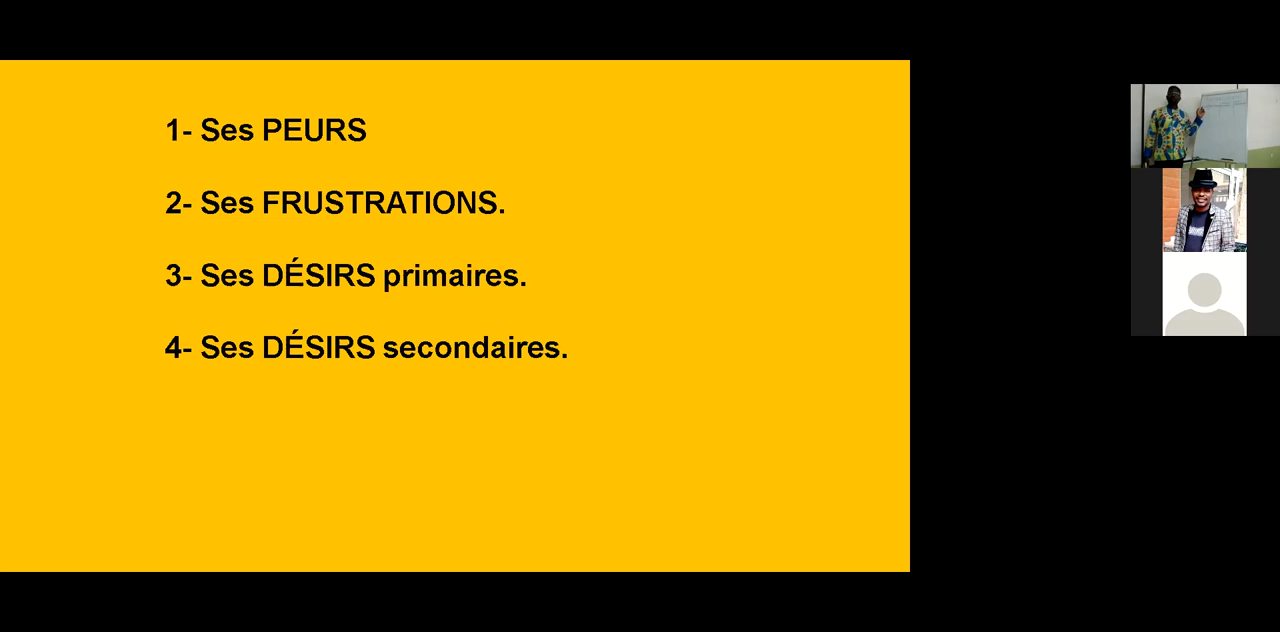 1- Ses PEURS
2- Ses FRUSTRATIONS.
3- Ses DÉSIRS primaires.
4- Ses DÉSIRS secondaires.